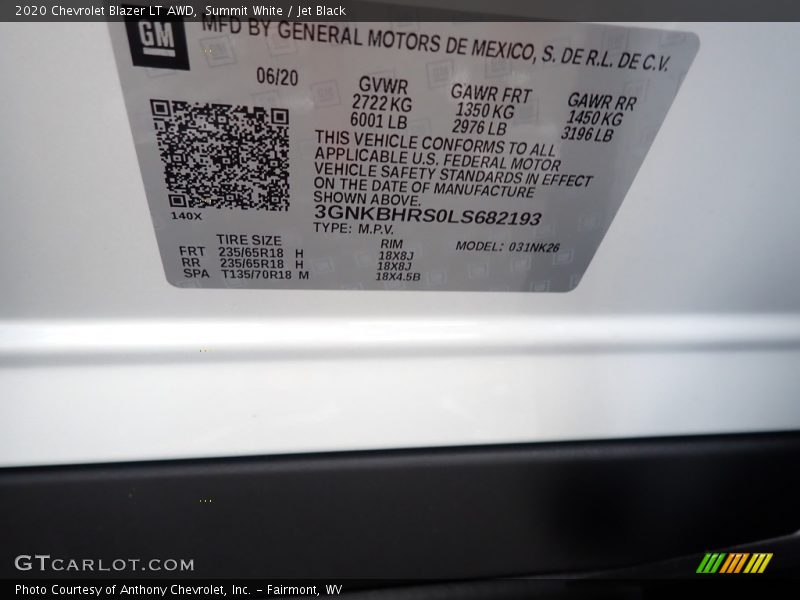 2020 Chevrolet Blazer LT AWD, Summit White / Jet Black
GM
MFD BY GENERAL MOTORS DE MEXICO, S. DE R.L. DE C.V.
06/20
GVWR
2722 KG
6001 LB
GAWR FRT
1350 KG
2976 LB
GAWR RR
1450 KG
3196 LB
THIS VEHICLE CONFORMS TO ALL
APPLICABLE U.S. FEDERAL MOTOR
VEHICLE SAFETY STANDARDS IN EFFECT
ON THE DATE OF MANUFACTURE
SHOWN ABOVE.
3GNKBHRS0LS682193
TYPE: M.P.V.
140X
TIRE SIZE RIM MODEL: 031NK26
FRT 235/65R18 H 18X8J
RR 235/65R18 H 18X8J
SPA T135/70R18 M 18X4.5B
GTCARLOT.COM
Photo Courtesy of Anthony Chevrolet, Inc. – Fairmont, WV